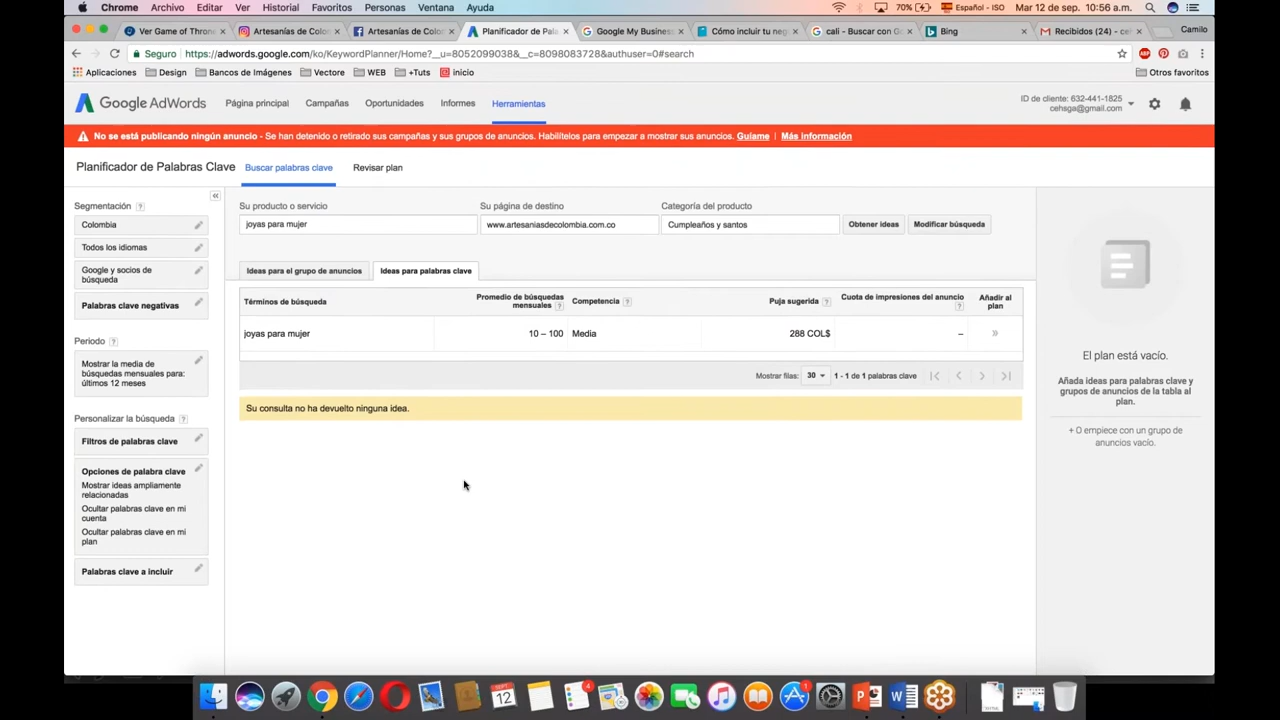 Chrome Archivo Editar Ver Historial Favoritos Personas Ventana Ayuda 70% Español - ISO Mar 12 de sep. 10:56 a.m.
Ver Game of Thron × Artesanías de Color × Artesanías de Color × Planificador de Palabras × Google My Busines × Cómo incluir tu neg × cali - Buscar con G × Bing × Recibidos (24) - ce × Camilo
Seguro https://adwords.google.com/ko/KeywordPlanner/Home?__u=8052099038&__c=8098083728&authuser=0#search
Aplicaciones Design Bancos de Imágenes Vectore WEB +Tuts inicio Otros favoritos
Google AdWords Página principal Campañas Oportunidades Informes Herramientas
ID de cliente: 632-441-1825
cehsga@gmail.com
No se está publicando ningún anuncio - Se han detenido o retirado sus campañas y sus grupos de anuncios. Habilítelos para empezar a mostrar sus anuncios. Guíame | Más información
Planificador de Palabras Clave Buscar palabras clave Revisar plan
Segmentación ?
Colombia
Todos los idiomas
Google y socios de
búsqueda
Palabras clave negativas
Periodo ?
Mostrar la media de
búsquedas mensuales para:
últimos 12 meses
Personalizar la búsqueda ?
Filtros de palabras clave
Opciones de palabra clave
Mostrar ideas ampliamente
relacionadas
Ocultar palabras clave en mi
cuenta
Ocultar palabras clave en mi
plan
Palabras clave a incluir
Su producto o servicio Su página de destino Categoría del producto
joyas para mujer www.artesaniasdecolombia.com.co Cumpleaños y santos Obtener ideas Modificar búsqueda
Ideas para el grupo de anuncios Ideas para palabras clave
Términos de búsqueda Promedio de búsquedas mensuales ? Competencia ? Puja sugerida ? Cuota de impresiones del anuncio ? Añadir al plan
joyas para mujer 10 – 100 Media 288 COL$ – »
Mostrar filas: 30 1 - 1 de 1 palabras clave
Su consulta no ha devuelto ninguna idea.
El plan está vacío.
Añada ideas para palabras clave y
grupos de anuncios de la tabla al
plan.
+ O empiece con un grupo de
anuncios vacío.
SEPT
12
4
1